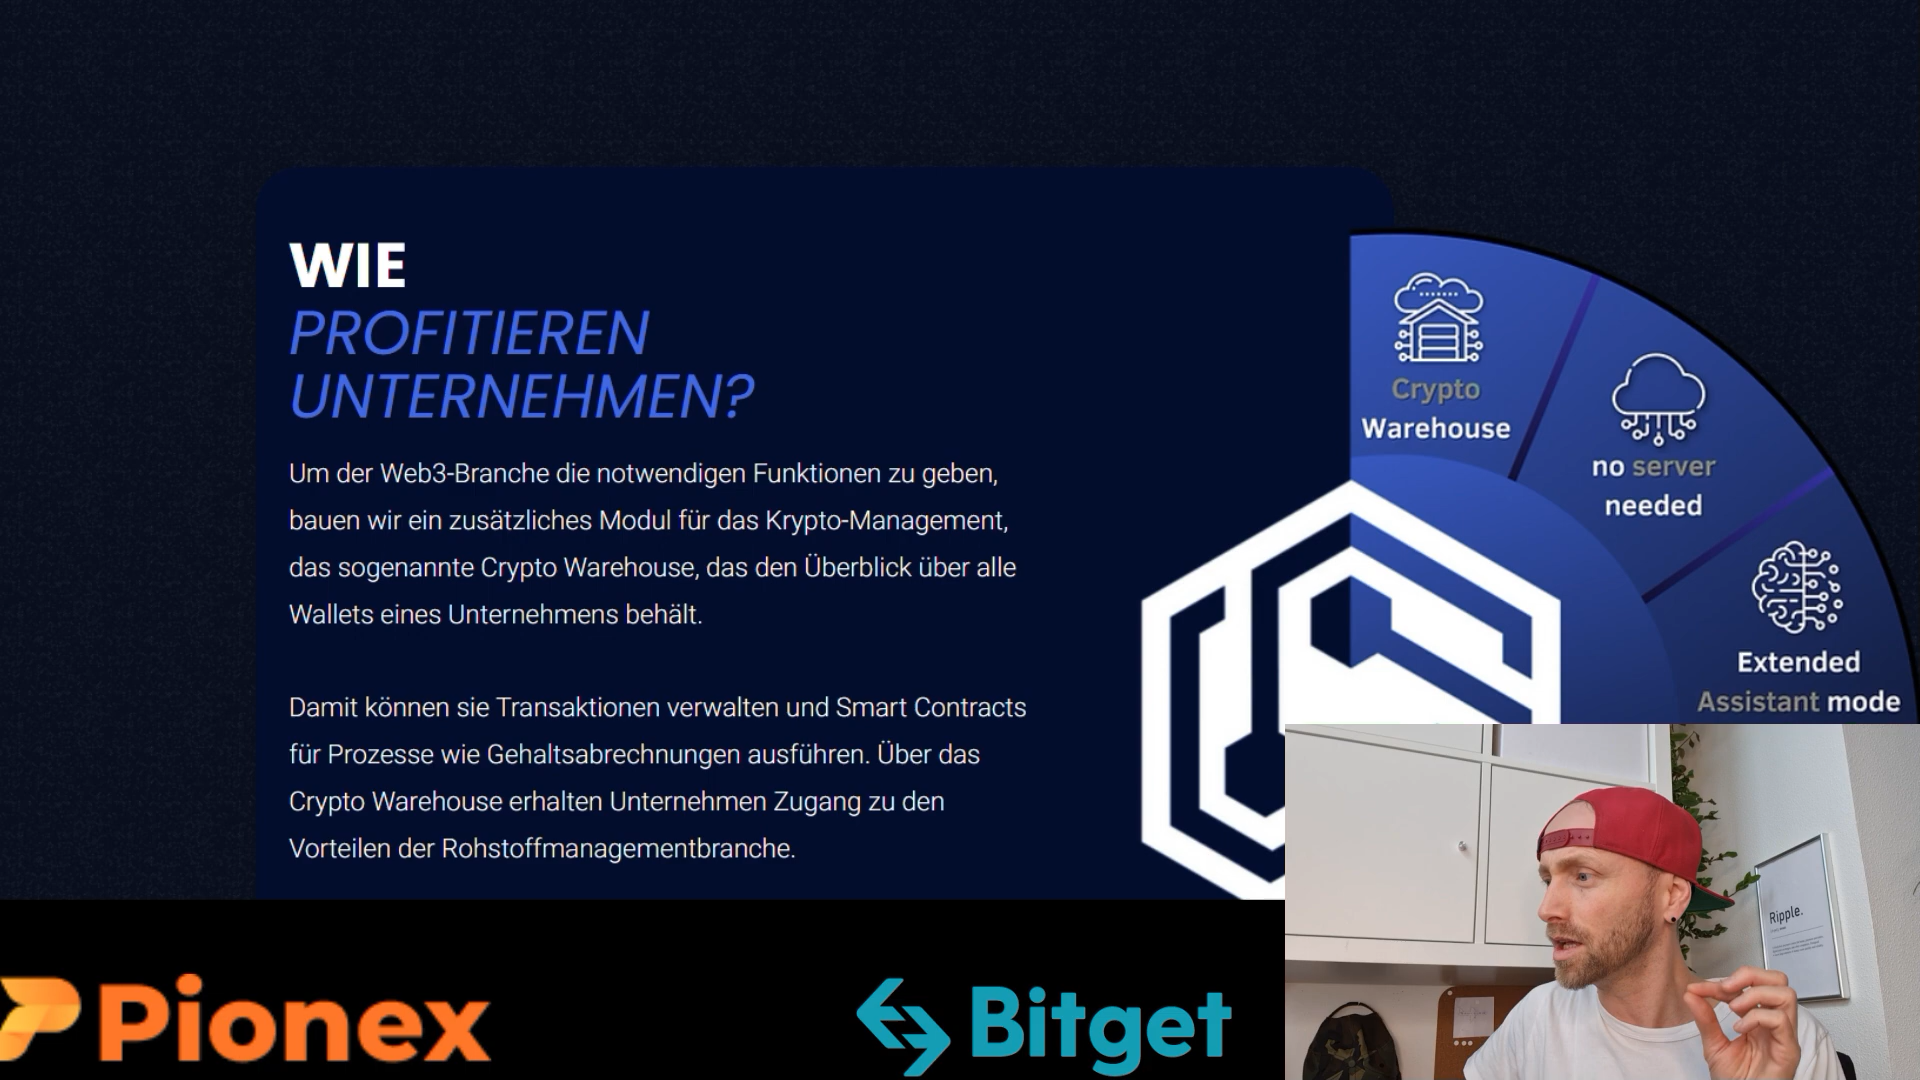 WIE
PROFITIEREN
UNTERNEHMEN?
Um der Web3-Branche die notwendigen Funktionen zu geben,
bauen wir ein zusätzliches Modul für das Krypto-Management,
das sogenannte Crypto Warehouse, das den Überblick über alle
Wallets eines Unternehmens behält.
Damit können sie Transaktionen verwalten und Smart Contracts
für Prozesse wie Gehaltsabrechnungen ausführen. Über das
Crypto Warehouse erhalten Unternehmen Zugang zu den
Vorteilen der Rohstoffmanagementbranche.
Crypto
Warehouse
no server
needed
Extended
Assistant mode
Ripple.
Pionex
Bitget